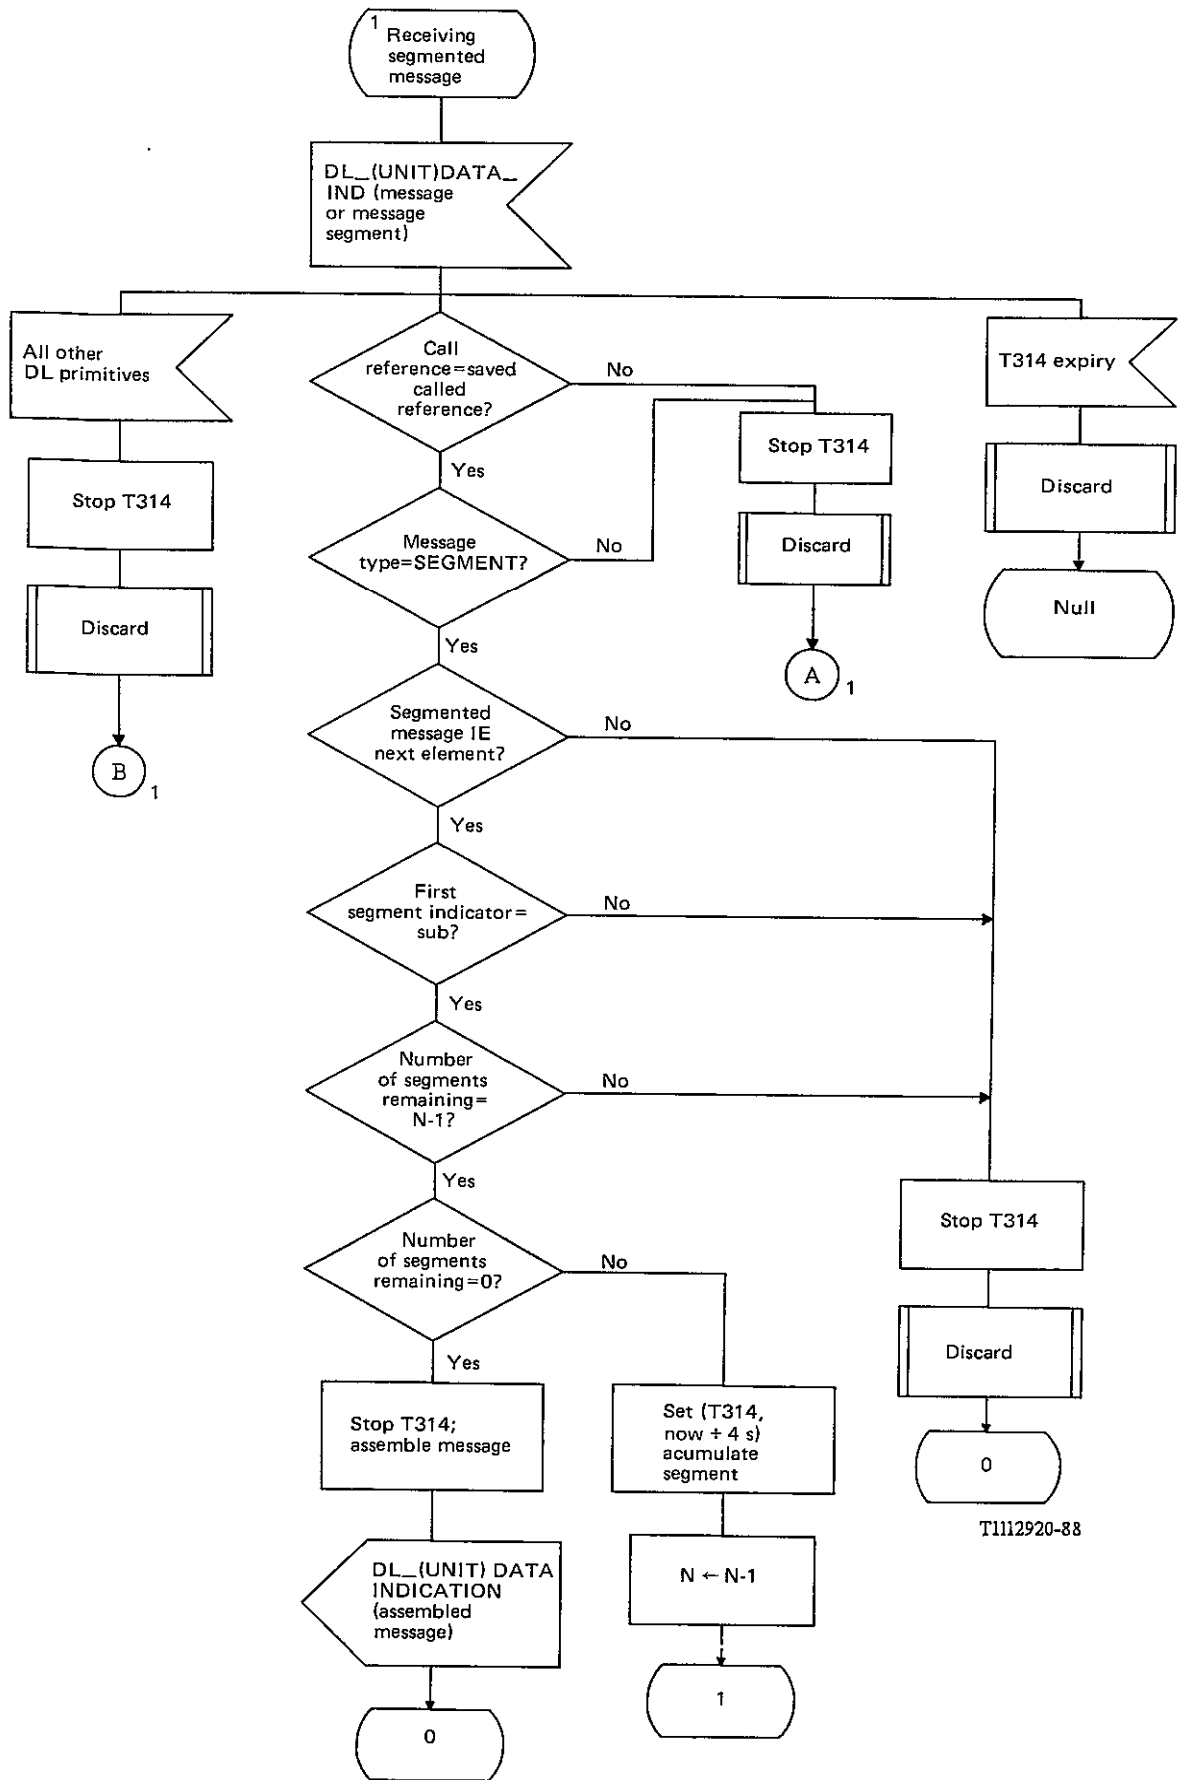 1
Receiving
segmented
message
DL_(UNIT)DATA_
IND (message
or message
segment)
All other
DL primitives
Call
reference=saved
called
reference?
No
T314 expiry
Stop T314
Yes
Stop T314
Discard
Message
type=SEGMENT?
No
Discard
Null
Discard
Yes
A
1
Segmented
message IE
next element?
No
B
1
Yes
First
segment indicator=
sub?
No
Yes
Number
of segments
remaining=
N-1?
No
Yes
Stop T314
Number
of segments
remaining=0?
No
Discard
Yes
Stop T314;
assemble message
Set (T314,
now + 4 s)
acumulate
segment
0
T1112920-88
DL_(UNIT) DATA
INDICATION
(assembled
message)
N ← N-1
1
0